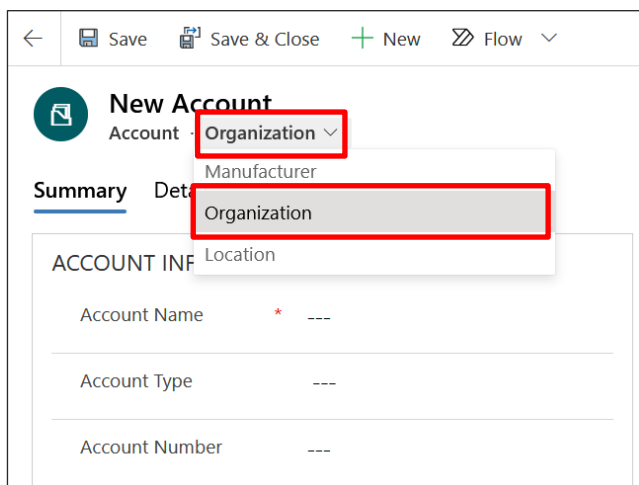 Save Save & Close New Flow
New Account
Account · Organization
Manufacturer
Summary
Organization
ACCOUNT
Location
Account Name * ---
Account Type ---
Account Number ---